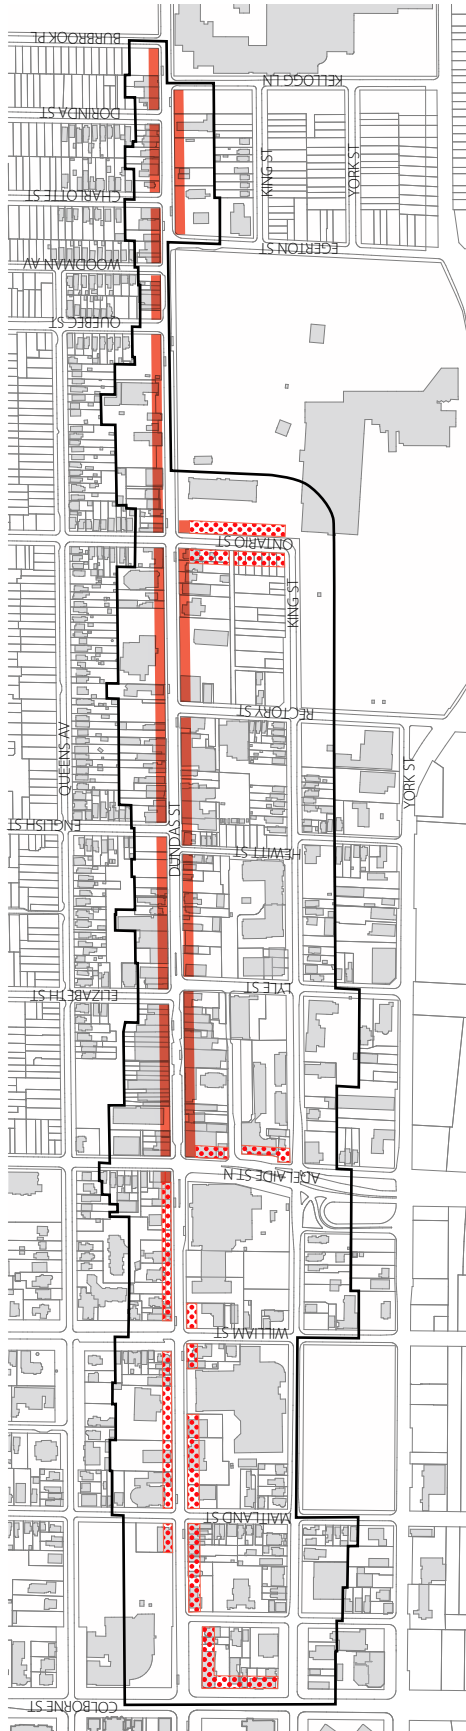 BURBROOK PL
KELLOGG LN
DORINDA ST
KING ST
YORK ST
CHARLOTTE ST
EGERTON ST
WOODMAN AV
QUEBEC ST
ONTARIO ST
KING ST
RECTORY ST
QUEENS AV
YORK ST
DUNDAS ST
ENGLISH ST
HEWITT ST
LYLE ST
ELIZABETH ST
ADELAIDE ST N
WILLIAM ST
MAITLAND ST
COLBORNE ST